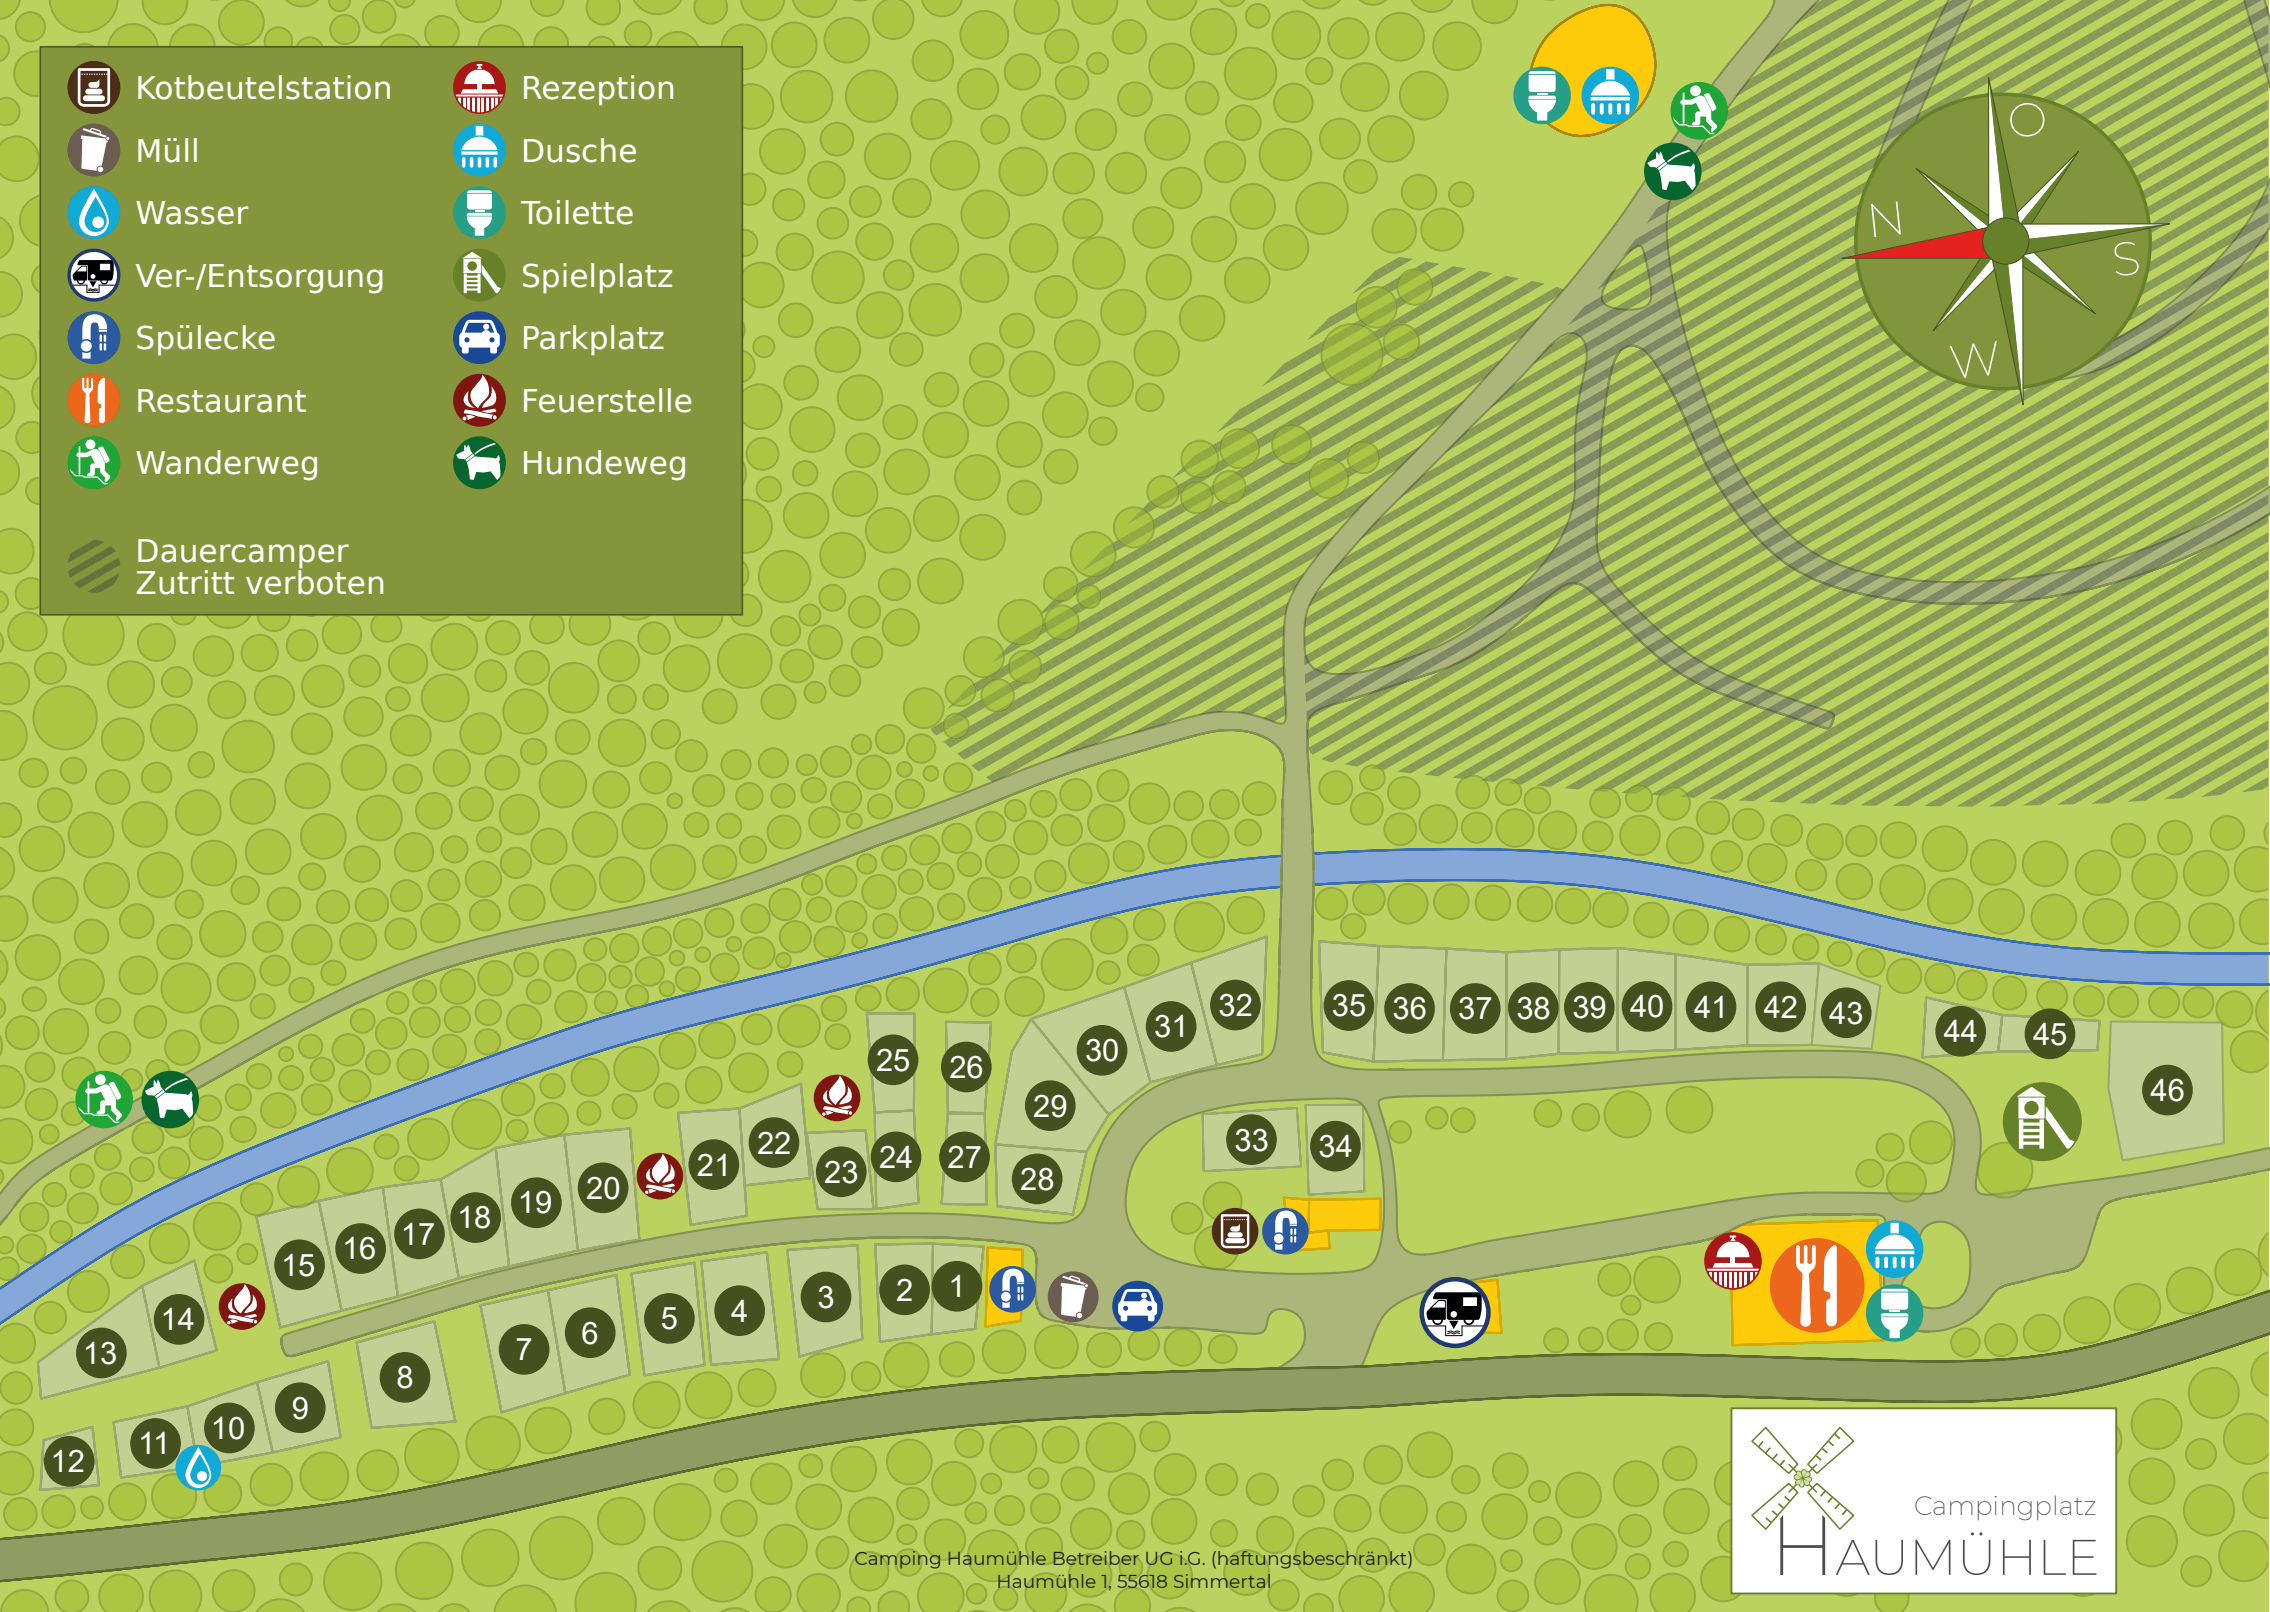 Kotbeutelstation
Müll
Wasser
Ver-/Entsorgung
Spülecke
Restaurant
Wanderweg
Rezeption
Dusche
Toilette
Spielplatz
Parkplatz
Feuerstelle
Hundeweg
Dauercamper
Zutritt verboten
O
N
S
W
32
35
36
37
38
39
40
41
42
43
44
45
46
25
26
30
31
29
33
34
22
21
23
24
27
28
20
19
18
17
16
15
14
13
1
2
3
4
5
6
7
8
9
10
11
12
Campingplatz
HAUMÜHLE
Camping Haumühle Betreiber UG i.G. (haftungsbeschränkt)
Haumühle 1, 55618 Simmertal